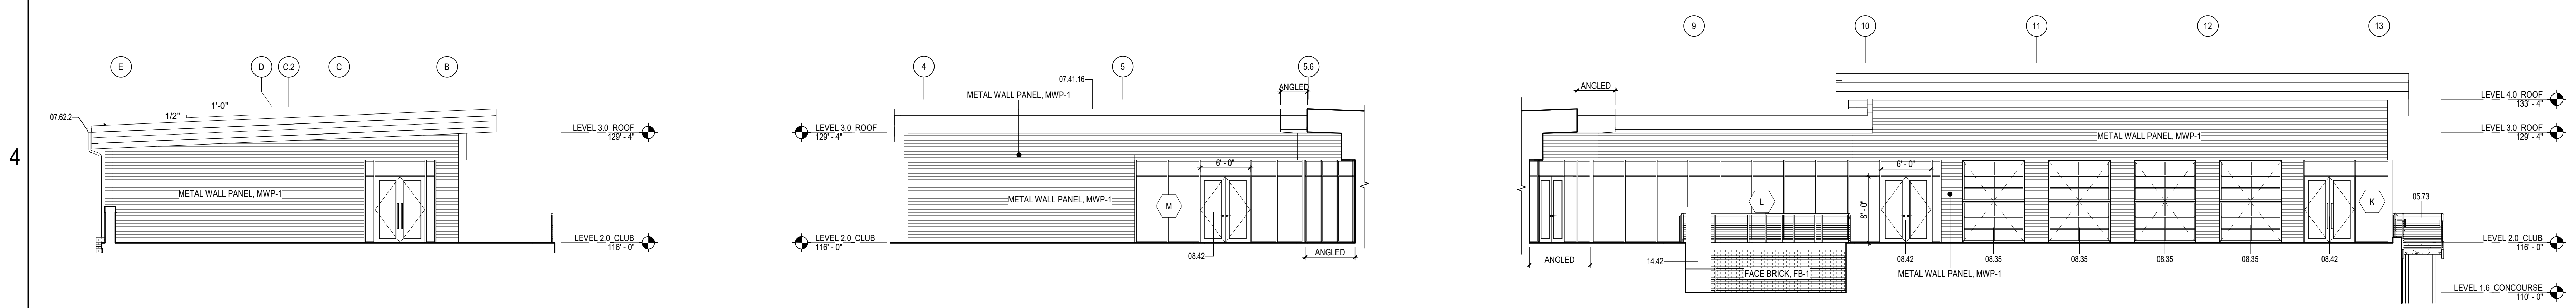 4
E
D
C.2
C
B
07.62.2
1/2"
1'-0"
METAL WALL PANEL, MWP-1
LEVEL 3.0_ROOF
129' - 4"
LEVEL 2.0_CLUB
116' - 0"
4
5
5.6
07.41.16
METAL WALL PANEL, MWP-1
ANGLED
LEVEL 3.0_ROOF
129' - 4"
6' - 0"
METAL WALL PANEL, MWP-1
M
LEVEL 2.0_CLUB
116' - 0"
08.42
ANGLED
9
10
11
12
13
ANGLED
LEVEL 4.0_ROOF
133' - 4"
LEVEL 3.0_ROOF
129' - 4"
METAL WALL PANEL, MWP-1
6' - 0"
8' - 0"
L
K
05.73
LEVEL 2.0_CLUB
116' - 0"
ANGLED
14.42
FACE BRICK, FB-1
08.42
08.35
08.35
08.35
08.35
08.42
METAL WALL PANEL, MWP-1
LEVEL 1.6_CONCOURSE
110' - 0"